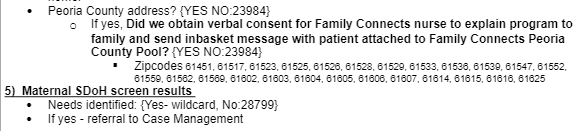 • Peoria County address? {YES NO:23984}
o If yes, Did we obtain verbal consent for Family Connects nurse to explain program to
family and send inbasket message with patient attached to Family Connects Peoria
County Pool? {YES NO:23984}
▪ Zipcodes 61451, 61517, 61523, 61525, 61526, 61528, 61529, 61533, 61536, 61539, 61547, 61552,
61559, 61562, 61569, 61602, 61603, 61604, 61605, 61606, 61607, 61614, 61615, 61616, 61625
5) Maternal SDoH screen results
• Needs identified: {Yes- wildcard, No:28799}
• If yes - referral to Case Management